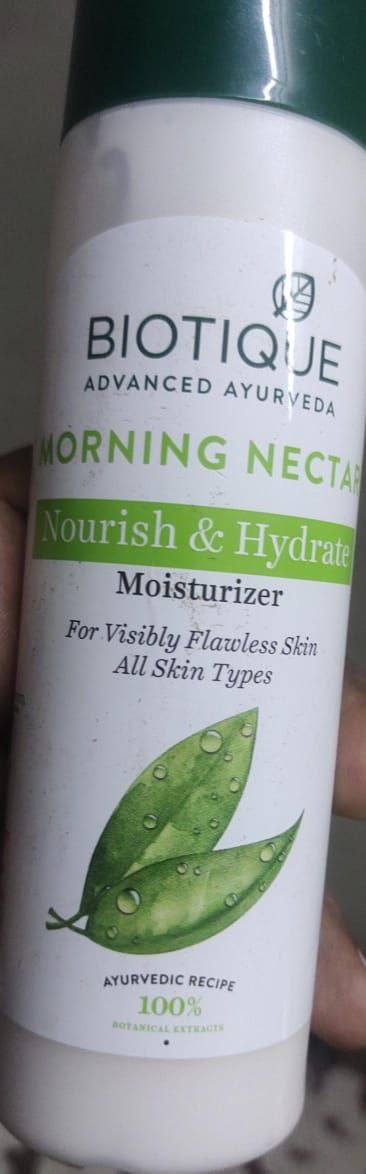 BIOTIQUE
ADVANCED AYURVEDA
MORNING NECTAR
Nourish & Hydrate
Moisturizer
For Visibly Flawless Skin
All Skin Types
AYURVEDIC RECIPE
100%
BOTANICAL EXTRACTS